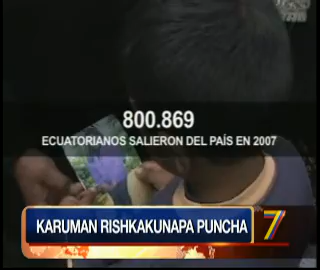 800.869
ECUATORIANOS SALIERON DEL PAÍS EN 2007
KARUMAN RISHKAKUNAPA PUNCHA
7